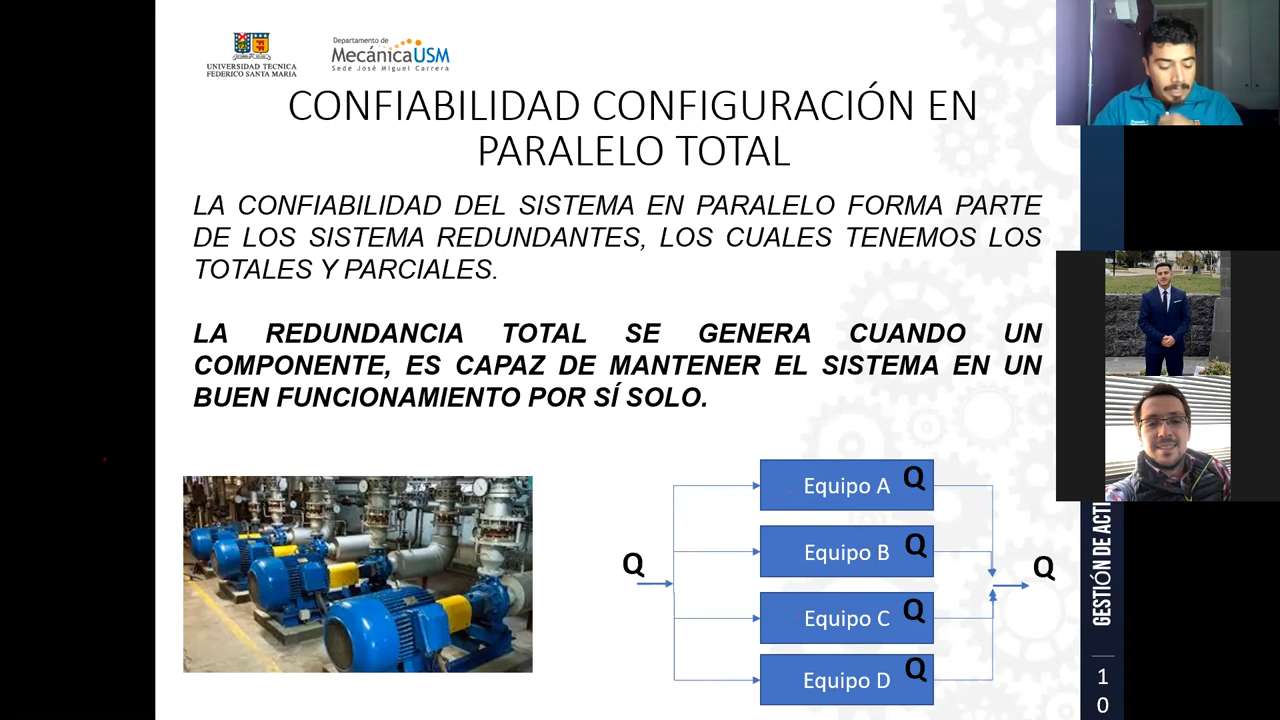 UNIVERSIDAD TECNICA
FEDERICO SANTA MARIA
Departamento de
MecánicaUSM
Sede José Miguel Carrera
CONFIABILIDAD CONFIGURACIÓN EN
PARALELO TOTAL
LA CONFIABILIDAD DEL SISTEMA EN PARALELO FORMA PARTE
DE LOS SISTEMA REDUNDANTES, LOS CUALES TENEMOS LOS
TOTALES Y PARCIALES.
LA REDUNDANCIA TOTAL SE GENERA CUANDO UN
COMPONENTE, ES CAPAZ DE MANTENER EL SISTEMA EN UN
BUEN FUNCIONAMIENTO POR SÍ SOLO.
Q
Equipo A Q
Equipo B Q
Equipo C Q
Equipo D Q
Q
GESTIÓN DE ACTI
1
0